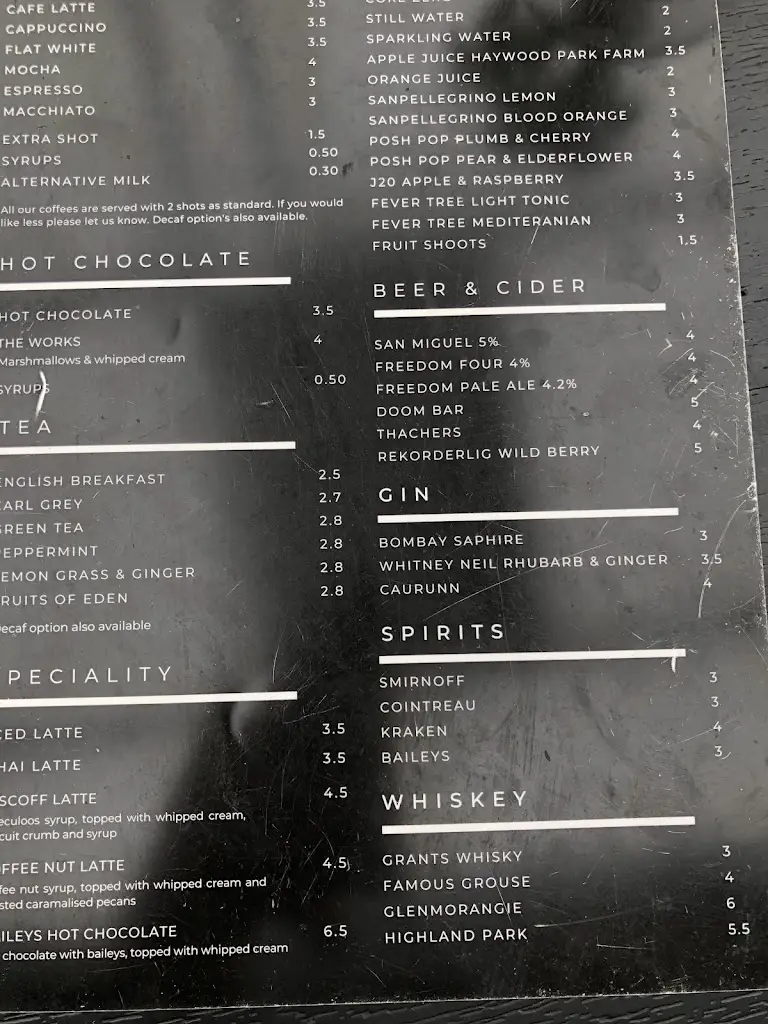 CAFE LATTE 3.5
CAPPUCCINO 3.5
FLAT WHITE 3.5
MOCHA 4
ESPRESSO 3
MACCHIATO 3
EXTRA SHOT 1.5
SYRUPS 0.50
ALTERNATIVE MILK 0.30
All our coffees are served with 2 shots as standard. If you would
like less please let us know. Decaf option's also available.
HOT CHOCOLATE
HOT CHOCOLATE 3.5
THE WORKS 4
Marshmallows & whipped cream
SYRUPS 0.50
TEA
ENGLISH BREAKFAST 2.5
EARL GREY 2.7
GREEN TEA 2.8
PEPPERMINT 2.8
LEMON GRASS & GINGER 2.8
FRUITS OF EDEN 2.8
Decaf option also available
SPECIALITY
ICED LATTE 3.5
CHAI LATTE 3.5
SCOFF LATTE 4.5
eculoos syrup, topped with whipped cream,
cuit crumb and syrup
OFFEE NUT LATTE 4.5
fee nut syrup, topped with whipped cream and
sted caramalised pecans
AILEYS HOT CHOCOLATE 6.5
chocolate with baileys, topped with whipped cream
STILL WATER 2
SPARKLING WATER 2
APPLE JUICE HAYWOOD PARK FARM 3.5
ORANGE JUICE 2
SANPELLEGRINO LEMON 3
SANPELLEGRINO BLOOD ORANGE 3
POSH POP PLUMB & CHERRY 4
POSH POP PEAR & ELDERFLOWER 4
J20 APPLE & RASPBERRY 3.5
FEVER TREE LIGHT TONIC 3
FEVER TREE MEDITERANIAN 3
FRUIT SHOOTS 1.5
BEER & CIDER
SAN MIGUEL 5% 4
FREEDOM FOUR 4% 4
FREEDOM PALE ALE 4.2% 4
DOOM BAR 5
THACHERS 4
REKORDERLIG WILD BERRY 5
GIN
BOMBAY SAPHIRE 3
WHITNEY NEIL RHUBARB & GINGER 3.5
CAURUNN 4
SPIRITS
SMIRNOFF 3
COINTREAU 3
KRAKEN 4
BAILEYS 3
WHISKEY
GRANTS WHISKY 3
FAMOUS GROUSE 4
GLENMORANGIE 6
HIGHLAND PARK 5.5